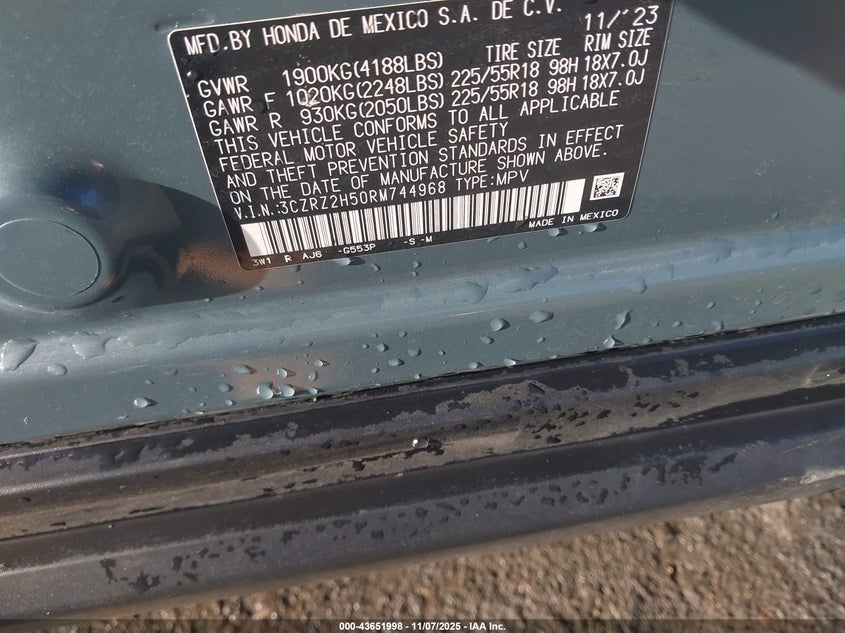 MFD.BY HONDA DE MEXICO S.A. DE C.V. 11/'23
TIRE SIZE RIM SIZE
GVWR 1900KG(4188LBS)
GAWR F 1020KG(2248LBS) 225/55R18 98H 18X7.0J
GAWR R 930KG(2050LBS) 225/55R18 98H 18X7.0J
THIS VEHICLE CONFORMS TO ALL APPLICABLE
FEDERAL MOTOR VEHICLE SAFETY
AND THEFT PREVENTION STANDARDS IN EFFECT
ON THE DATE OF MANUFACTURE SHOWN ABOVE.
V.I.N.:3CZRZ2H50RM744968 TYPE:MPV
MADE IN MEXICO
3W1 R AJ6 -G553P -S -M
000-43651998 - 11/07/2025 - IAA Inc.